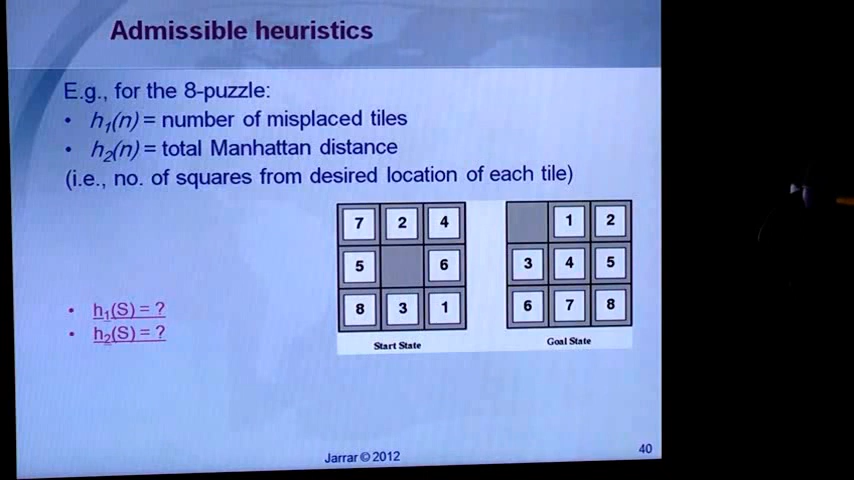 Admissible heuristics
E.g., for the 8-puzzle:
• h1(n) = number of misplaced tiles
• h2(n) = total Manhattan distance
(i.e., no. of squares from desired location of each tile)
7 2 4
5 6
8 3 1
Start State
1 2
3 4 5
6 7 8
Goal State
• h1(S) = ?
• h2(S) = ?
Jarrar © 2012
40